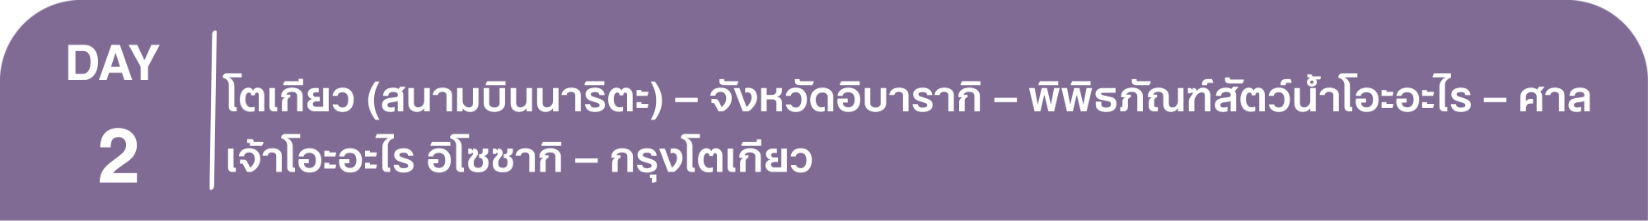 DAY
2
โตเกียว (สนามบินนาริตะ) – จังหวัดอิบารากิ – พิพิธภัณฑ์สัตว์น้ำโอะอะไร – ศาล
เจ้าโอะอะไร อิโซซากิ – กรุงโตเกียว